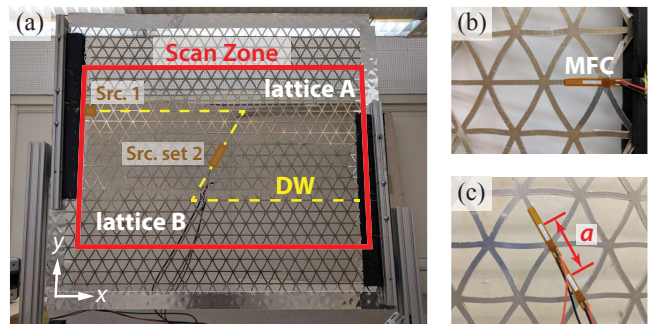 (a)
Scan Zone
lattice A
Src. 1
Src. set 2
DW
lattice B
y
x
(b)
MFC
(c)
a